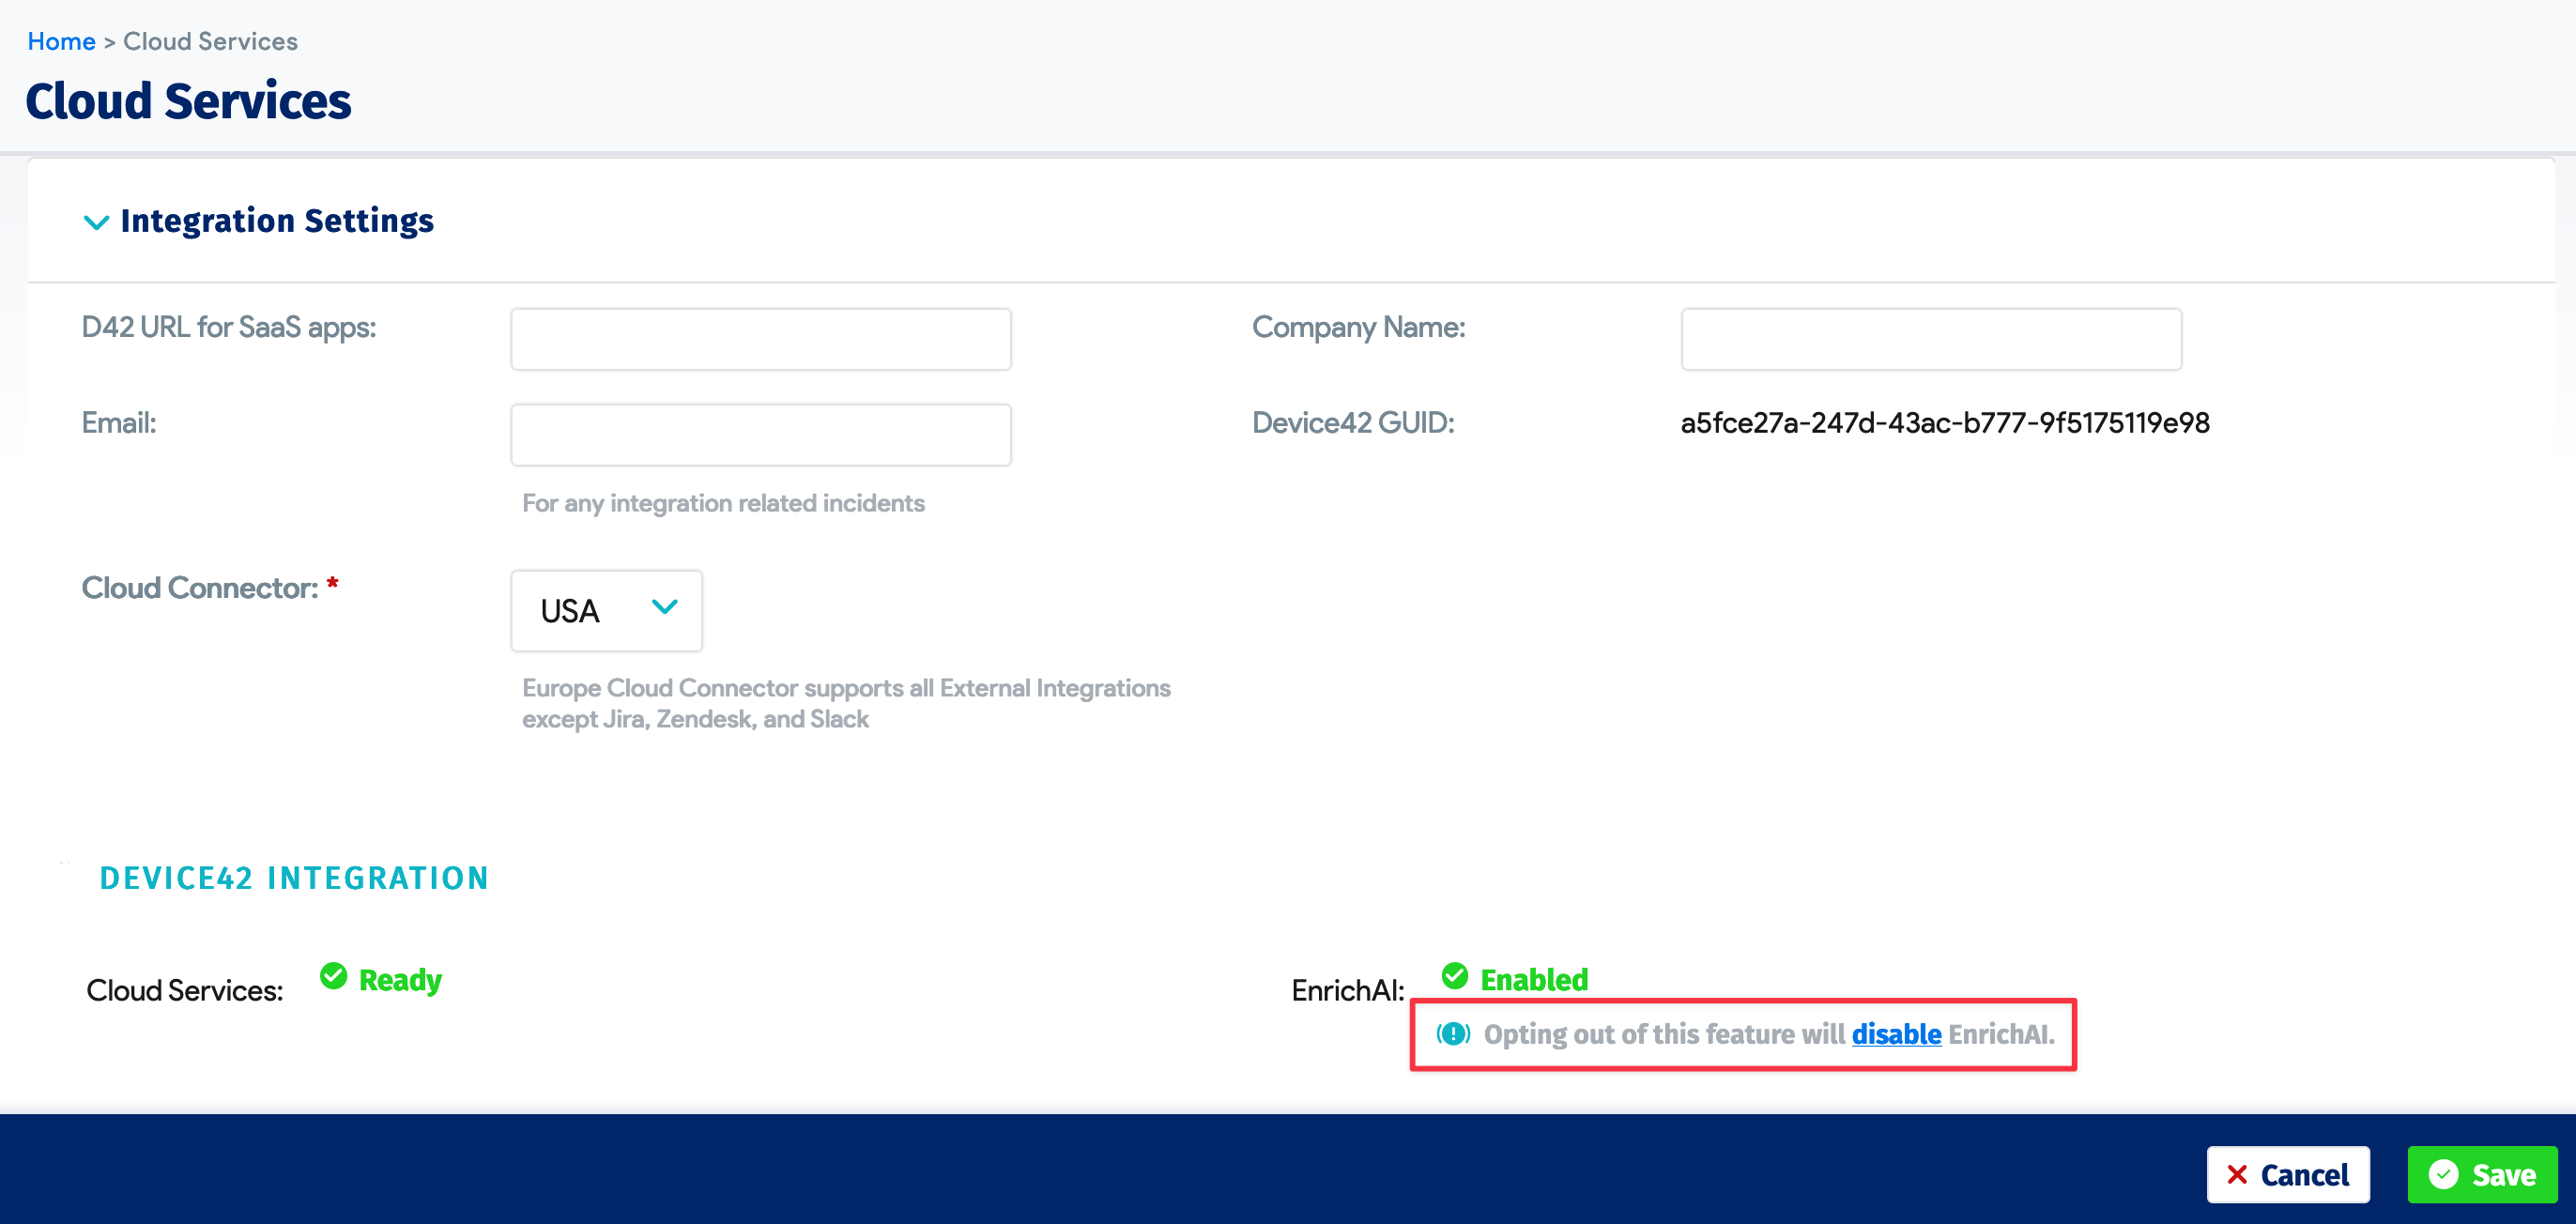 Home > Cloud Services
Cloud Services
Integration Settings
D42 URL for SaaS apps:
Company Name:
Email:
Device42 GUID:
a5fce27a-247d-43ac-b777-9f5175119e98
For any integration related incidents
Cloud Connector: *
USA
Europe Cloud Connector supports all External Integrations
except Jira, Zendesk, and Slack
DEVICE42 INTEGRATION
Cloud Services:
Ready
EnrichAI:
Enabled
Opting out of this feature will disable EnrichAI.
Cancel
Save